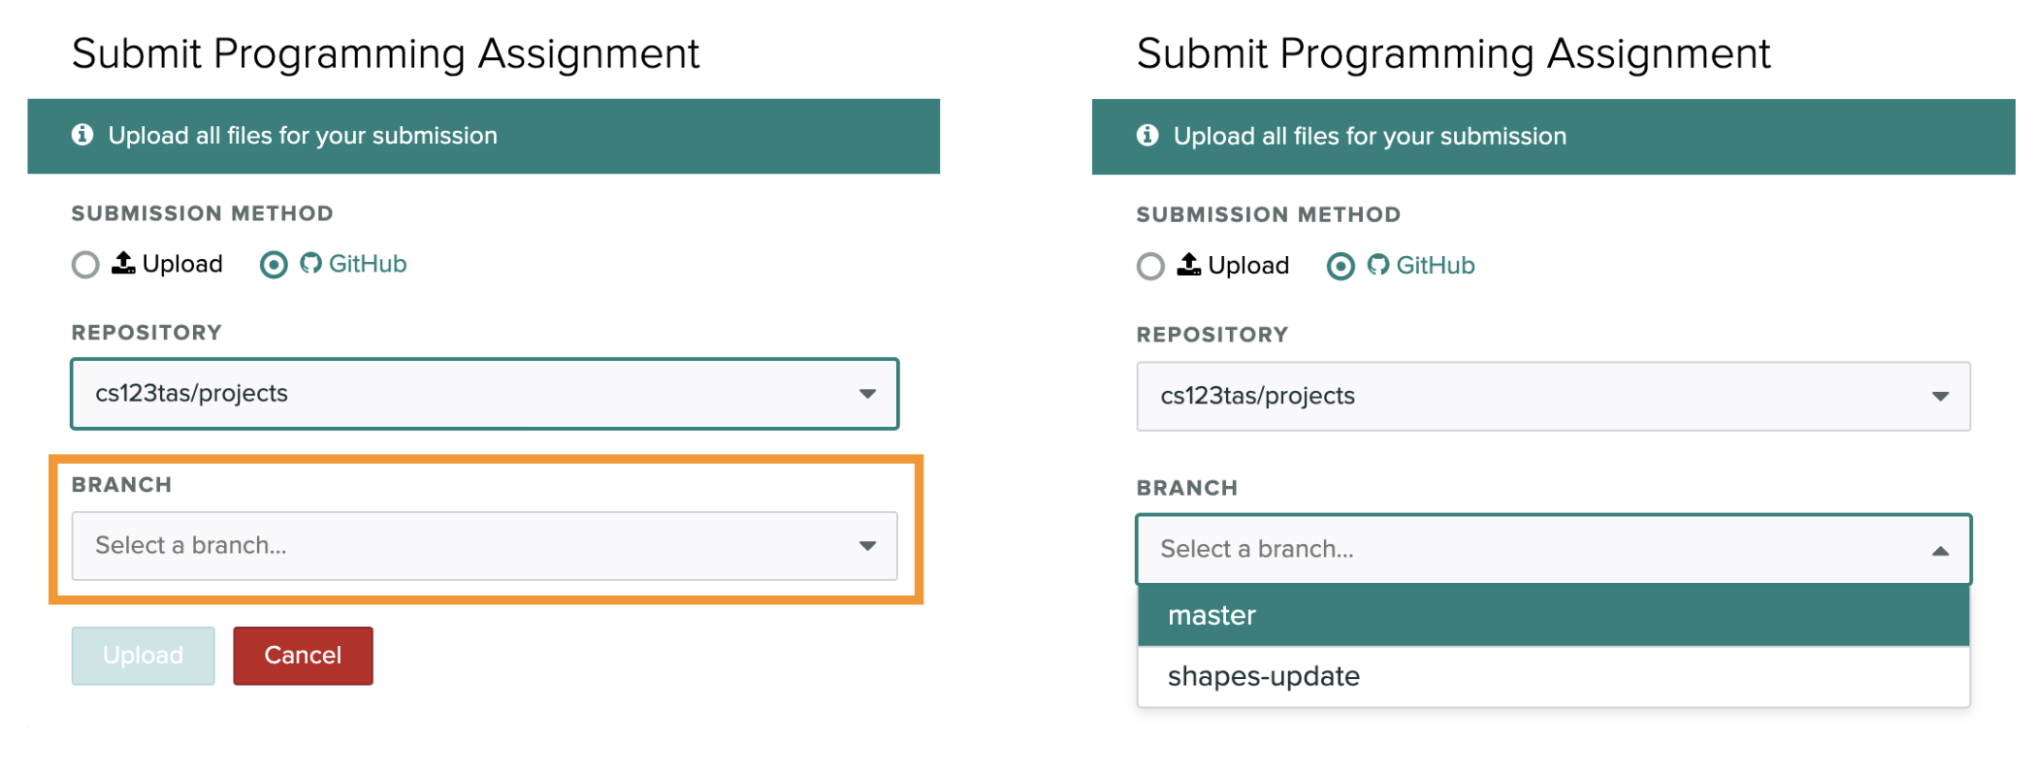 Submit Programming Assignment
Upload all files for your submission
SUBMISSION METHOD
Upload GitHub
REPOSITORY
cs123tas/projects
BRANCH
Select a branch...
Upload Cancel
Submit Programming Assignment
Upload all files for your submission
SUBMISSION METHOD
Upload GitHub
REPOSITORY
cs123tas/projects
BRANCH
Select a branch...
master
shapes-update